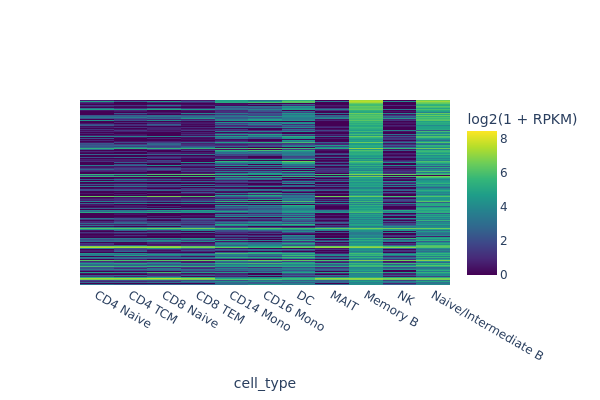 log2(1 + RPKM)
8
6
4
2
0
CD4 Naive
CD4 TCM
CD8 Naive
CD8 TEM
CD14 Mono
CD16 Mono
DC
MAIT
Memory B
NK
Naive/Intermediate B
cell_type